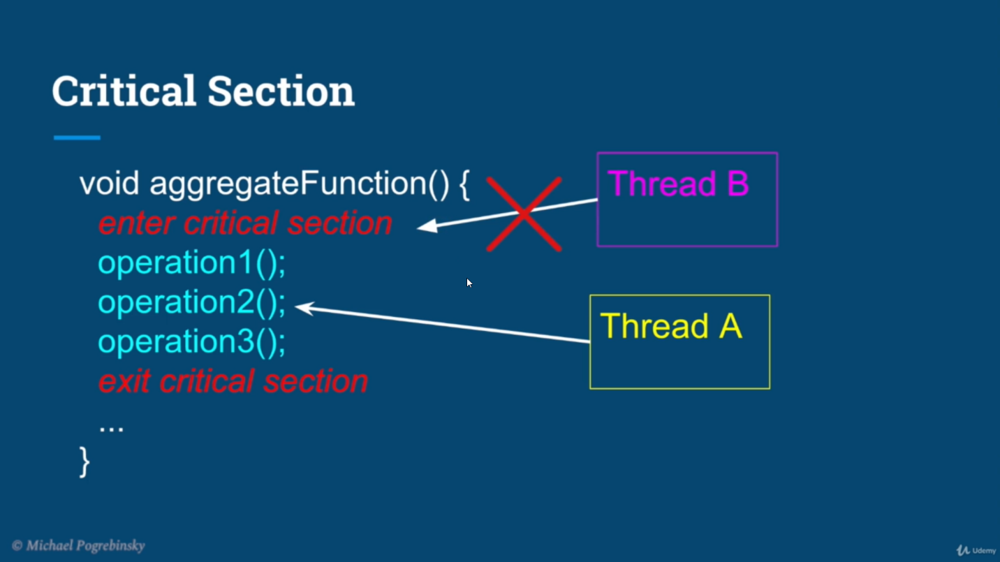 Critical Section
void aggregateFunction() {
enter critical section
operation1();
operation2();
operation3();
exit critical section
...
}
Thread B
Thread A
© Michael Pogrebinsky
Udemy